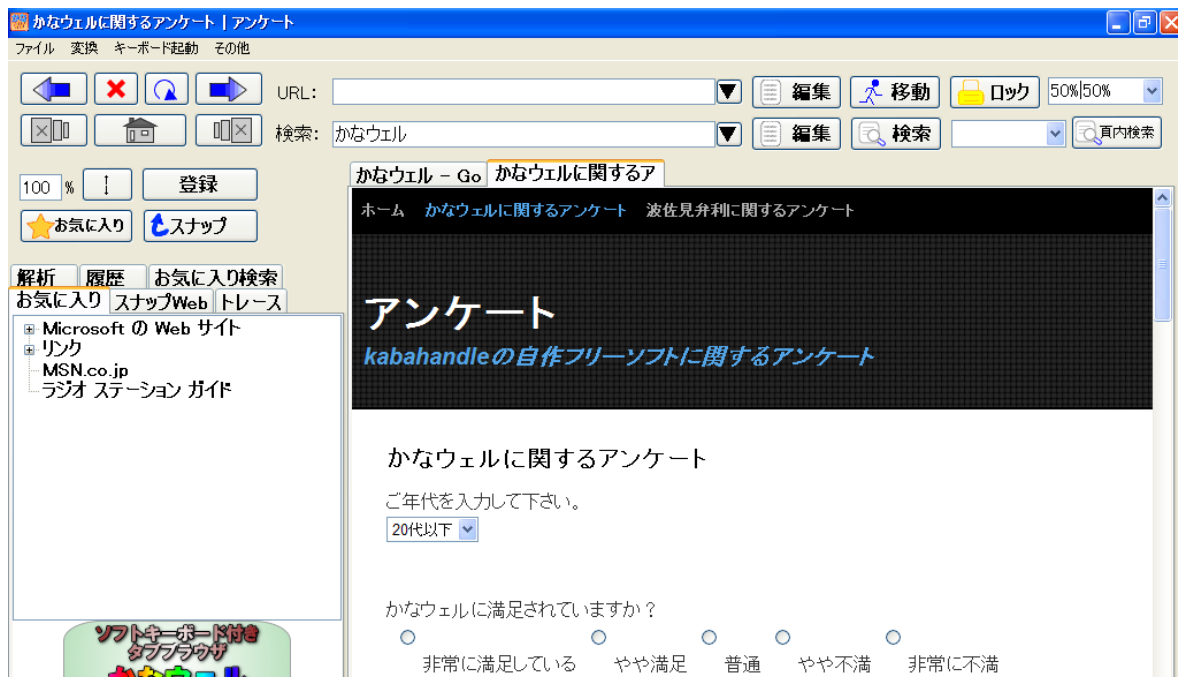 かなウェルに関するアンケート | アンケート
ファイル 変換 キーボード起動 その他
URL: 編集 移動 ロック 50%|50%
検索: かなウェル 編集 検索 頁内検索
100 % 登録
お気に入り スナップ
解析 履歴 お気に入り検索
お気に入り スナップWeb トレース
Microsoft の Web サイト
リンク
MSN.co.jp
ラジオ ステーション ガイド
ソフトキーボード付き
タブブラウザ
かなウェル
かなウェル - Go かなウェルに関するア
ホーム かなウェルに関するアンケート 波佐見弁利に関するアンケート
アンケート
kabahandleの自作フリーソフトに関するアンケート
かなウェルに関するアンケート
ご年代を入力して下さい。
20代以下
かなウェルに満足されていますか？
非常に満足している やや満足 普通 やや不満 非常に不満